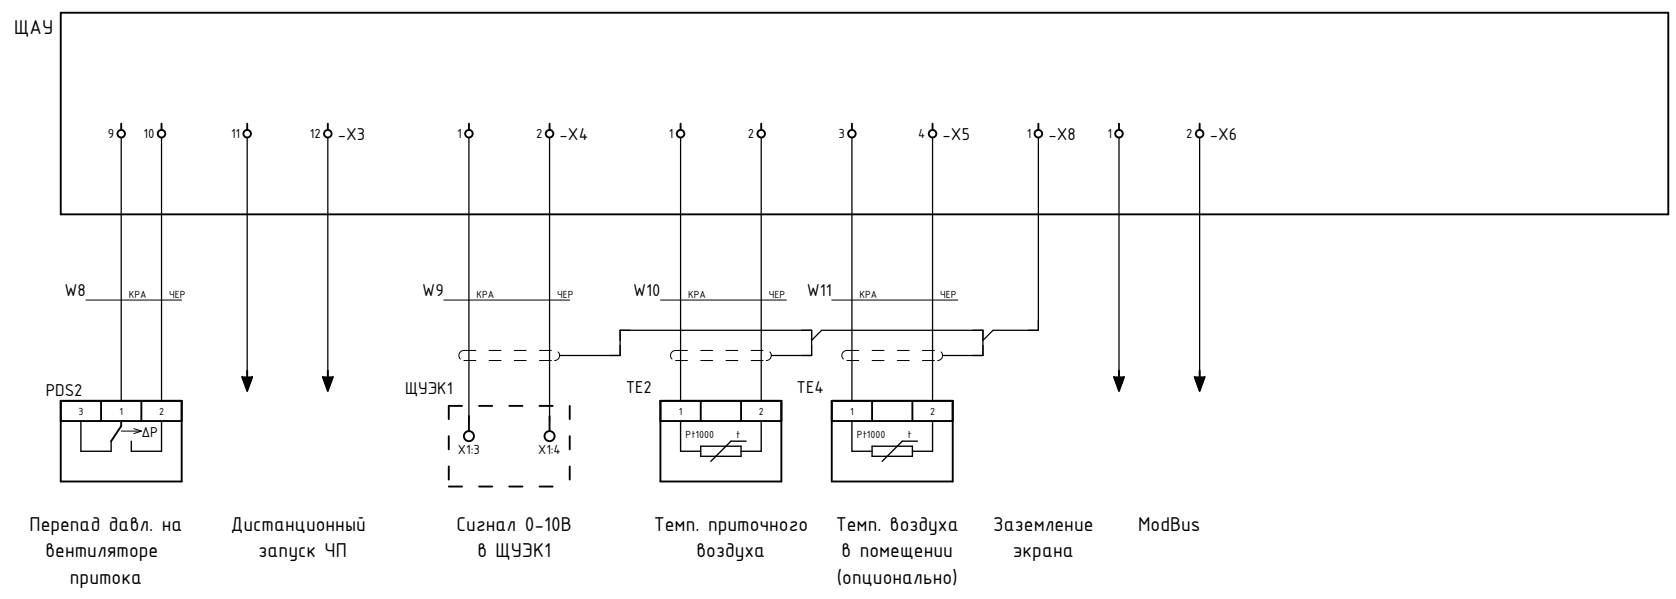 ЩАУ
9 10 11 12 -X3 1 2 -X4 1 2 3 4 -X5 1 -X8 1 2 -X6
W8 КРА ЧЕР W9 КРА ЧЕР W10 КРА ЧЕР W11 КРА ЧЕР
PDS2 ЩУЭК1 TE2 TE4
3 1 2 1 2 1 2
ΔP Pt1000 t Pt1000 t
X1:3 X1:4
Перепад давл. на
вентиляторе
притока
Дистанционный
запуск ЧП
Сигнал 0-10В
в ЩУЭК1
Темп. приточного
воздуха
Темп. воздуха
в помещении
(опционально)
Заземление
экрана
ModBus